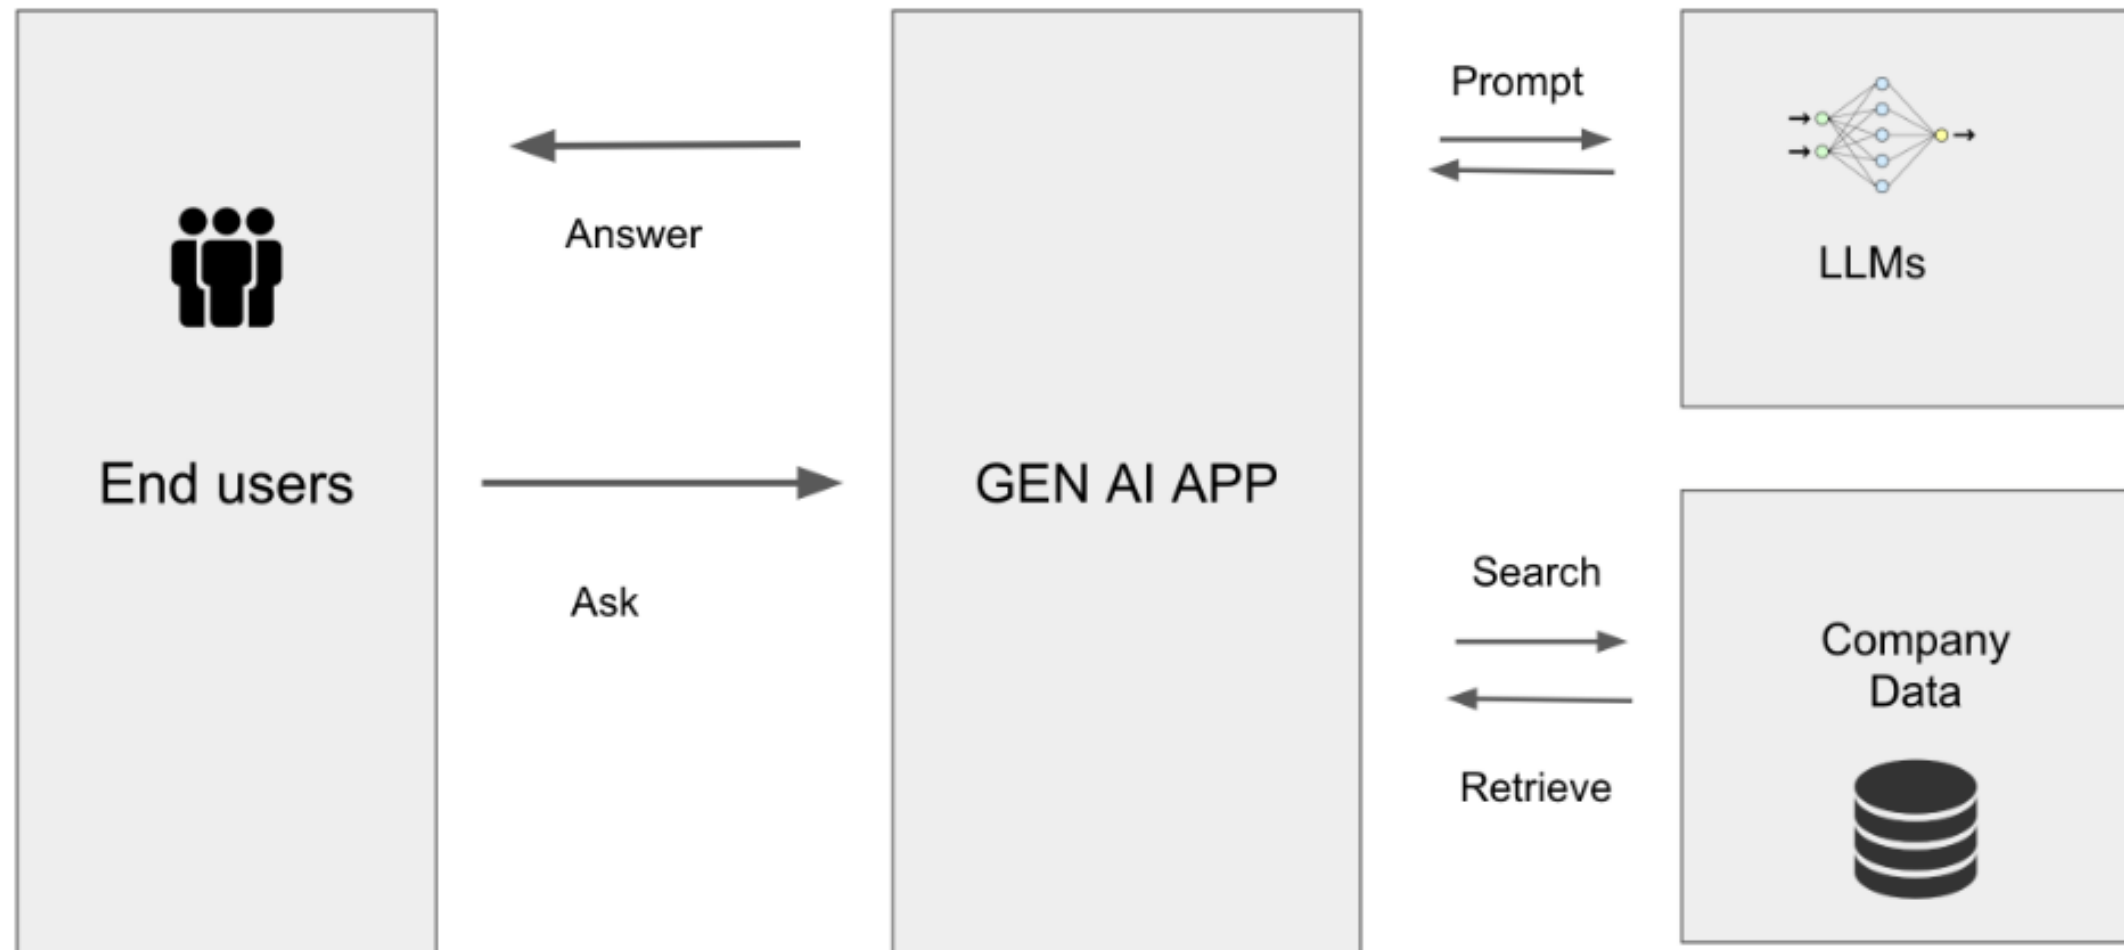 End users
Answer
Ask
GEN AI APP
Prompt
LLMs
Search
Retrieve
Company
Data